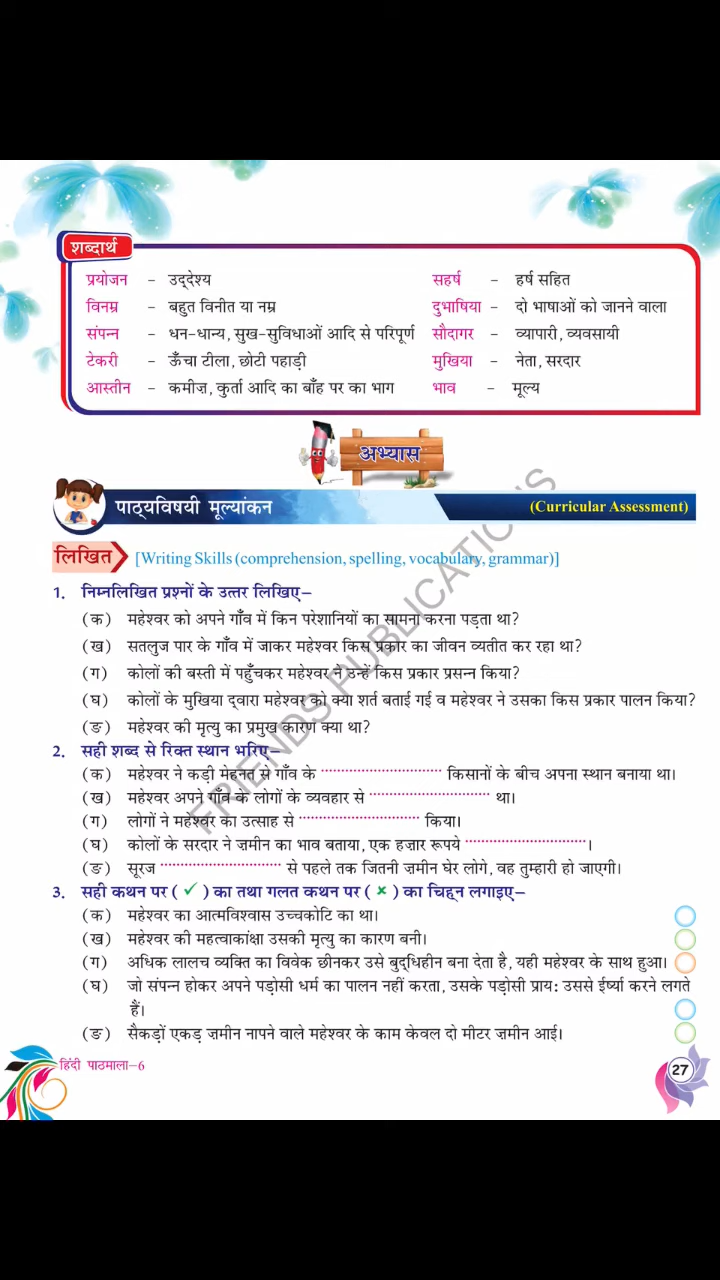 शब्दार्थ
प्रयोजन – उद्देश्य सहर्ष – हर्ष सहित
विनम्र – बहुत विनीत या नम्र दुभाषिया – दो भाषाओं को जानने वाला
संपन्न – धन-धान्य, सुख-सुविधाओं आदि से परिपूर्ण सौदागर – व्यापारी, व्यवसायी
टेकरी – ऊँचा टीला, छोटी पहाड़ी मुखिया – नेता, सरदार
आस्तीन – कमीज़, कुर्ता आदि का बाँह पर का भाग भाव – मूल्य
अभ्यास
पाठ्यविषयी मूल्यांकन (Curricular Assessment)
लिखित [Writing Skills (comprehension, spelling, vocabulary, grammar)]
1. निम्नलिखित प्रश्नों के उत्तर लिखिए–
(क) महेश्वर को अपने गाँव में किन परेशानियों का सामना करना पड़ता था?
(ख) सतलुज पार के गाँव में जाकर महेश्वर किस प्रकार का जीवन व्यतीत कर रहा था?
(ग) कोलों की बस्ती में पहुँचकर महेश्वर ने उन्हें किस प्रकार प्रसन्न किया?
(घ) कोलों के मुखिया द्वारा महेश्वर को क्या शर्त बताई गई व महेश्वर ने उसका किस प्रकार पालन किया?
(ङ) महेश्वर की मृत्यु का प्रमुख कारण क्या था?
2. सही शब्द से रिक्त स्थान भरिए–
(क) महेश्वर ने कड़ी मेहनत से गाँव के .............................. किसानों के बीच अपना स्थान बनाया था।
(ख) महेश्वर अपने गाँव के लोगों के व्यवहार से .............................. था।
(ग) लोगों ने महेश्वर का उत्साह से .............................. किया।
(घ) कोलों के सरदार ने ज़मीन का भाव बताया, एक हज़ार रूपये ..............................।
(ङ) सूरज .............................. से पहले तक जितनी ज़मीन घेर लोगे, वह तुम्हारी हो जाएगी।
3. सही कथन पर ( ✓ ) का तथा गलत कथन पर ( × ) का चिह्न लगाइए–
(क) महेश्वर का आत्मविश्वास उच्चकोटि का था।
(ख) महेश्वर की महत्वाकांक्षा उसकी मृत्यु का कारण बनी।
(ग) अधिक लालच व्यक्ति का विवेक छीनकर उसे बुद्धिहीन बना देता है, यही महेश्वर के साथ हुआ।
(घ) जो संपन्न होकर अपने पड़ोसी धर्म का पालन नहीं करता, उसके पड़ोसी प्राय: उससे ईर्ष्या करने लगते
हैं।
(ङ) सैकड़ों एकड़ ज़मीन नापने वाले महेश्वर के काम केवल दो मीटर ज़मीन आई।
हिंदी पाठमाला–6
27
FRIENDS PUBLICATIONS